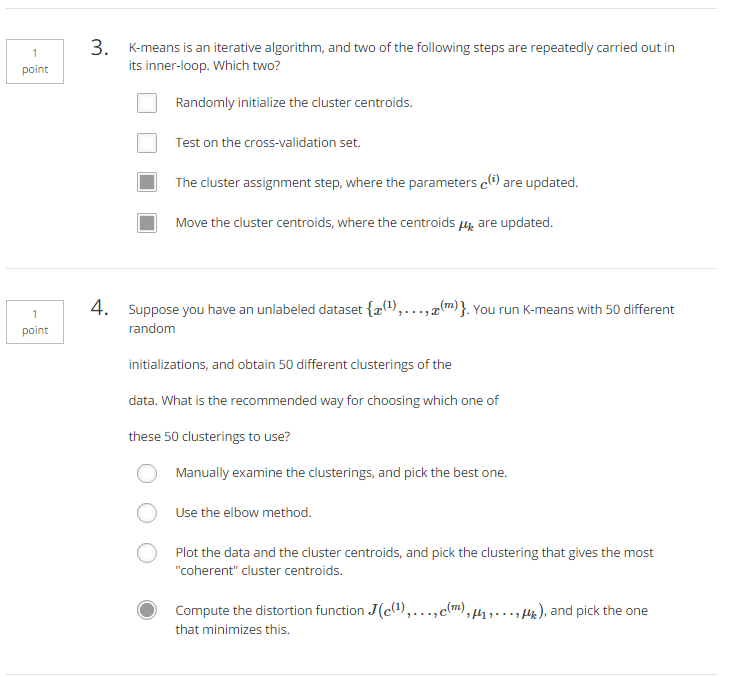 1
point
3.
K-means is an iterative algorithm, and two of the following steps are repeatedly carried out in
its inner-loop. Which two?
Randomly initialize the cluster centroids.
Test on the cross-validation set.
The cluster assignment step, where the parameters c⁽ⁱ⁾ are updated.
Move the cluster centroids, where the centroids μₖ are updated.
1
point
4.
Suppose you have an unlabeled dataset {x⁽¹⁾, . . . , x⁽ᵐ⁾}. You run K-means with 50 different
random
initializations, and obtain 50 different clusterings of the
data. What is the recommended way for choosing which one of
these 50 clusterings to use?
Manually examine the clusterings, and pick the best one.
Use the elbow method.
Plot the data and the cluster centroids, and pick the clustering that gives the most
"coherent" cluster centroids.
Compute the distortion function J(c⁽¹⁾, . . . , c⁽ᵐ⁾, μ₁, . . . , μₖ), and pick the one
that minimizes this.